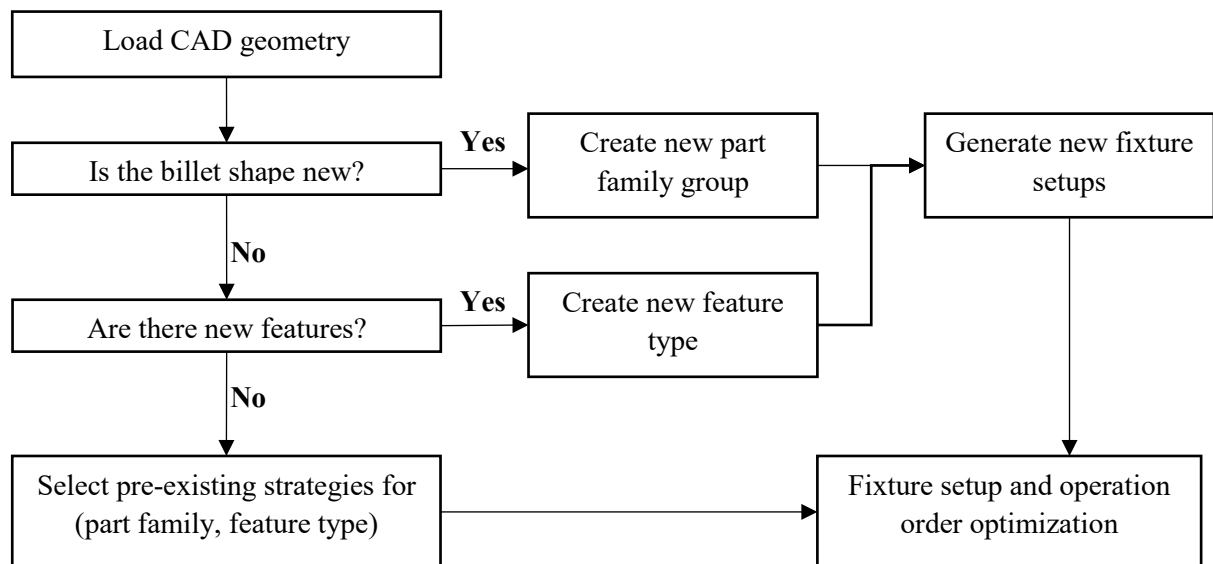 Load CAD geometry
Is the billet shape new?
Yes
Create new part
family group
Generate new fixture
setups
No
Are there new features?
Yes
Create new feature
type
No
Select pre-existing strategies for
(part family, feature type)
Fixture setup and operation
order optimization